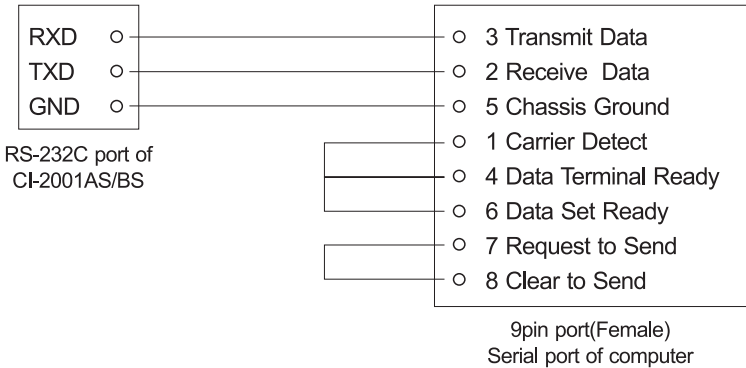 RXD
TXD
GND
RS-232C port of
CI-2001AS/BS
3 Transmit Data
2 Receive Data
5 Chassis Ground
1 Carrier Detect
4 Data Terminal Ready
6 Data Set Ready
7 Request to Send
8 Clear to Send
9pin port(Female)
Serial port of computer